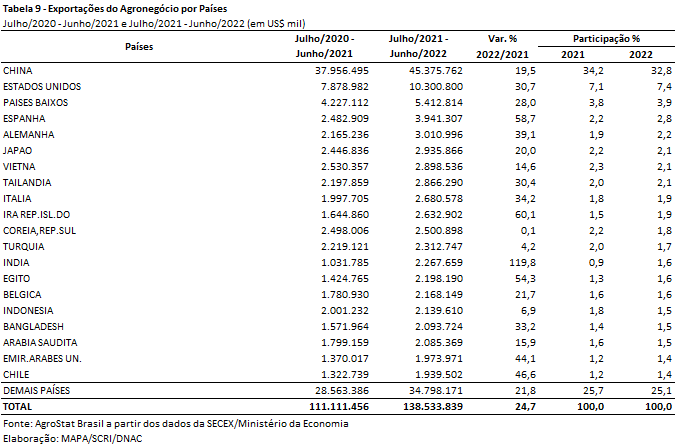 Tabela 9 - Exportações do Agronegócio por Países
Julho/2020 - Junho/2021 e Julho/2021 - Junho/2022 (em US$ mil)
Países Julho/2020 - Junho/2021 Julho/2021 - Junho/2022 Var. % 2022/2021 Participação % 2021 2022
CHINA 37.956.495 45.375.762 19,5 34,2 32,8
ESTADOS UNIDOS 7.878.982 10.300.800 30,7 7,1 7,4
PAISES BAIXOS 4.227.112 5.412.814 28,0 3,8 3,9
ESPANHA 2.482.909 3.941.307 58,7 2,2 2,8
ALEMANHA 2.165.236 3.010.996 39,1 1,9 2,2
JAPAO 2.446.836 2.935.866 20,0 2,2 2,1
VIETNA 2.530.357 2.898.536 14,6 2,3 2,1
TAILANDIA 2.197.859 2.866.290 30,4 2,0 2,1
ITALIA 1.997.705 2.680.578 34,2 1,8 1,9
IRA REP.ISL.DO 1.644.860 2.632.902 60,1 1,5 1,9
COREIA,REP.SUL 2.498.006 2.500.898 0,1 2,2 1,8
TURQUIA 2.219.121 2.312.747 4,2 2,0 1,7
INDIA 1.031.785 2.267.659 119,8 0,9 1,6
EGITO 1.424.765 2.198.190 54,3 1,3 1,6
BELGICA 1.780.930 2.168.149 21,7 1,6 1,6
INDONESIA 2.001.232 2.139.610 6,9 1,8 1,5
BANGLADESH 1.571.964 2.093.724 33,2 1,4 1,5
ARABIA SAUDITA 1.799.159 2.085.369 15,9 1,6 1,5
EMIR.ARABES UN. 1.370.017 1.973.971 44,1 1,2 1,4
CHILE 1.322.739 1.939.502 46,6 1,2 1,4
DEMAIS PAÍSES 28.563.386 34.798.171 21,8 25,7 25,1
TOTAL 111.111.456 138.533.839 24,7 100,0 100,0
Fonte: AgroStat Brasil a partir dos dados da SECEX/Ministério da Economia
Elaboração: MAPA/SCRI/DNAC